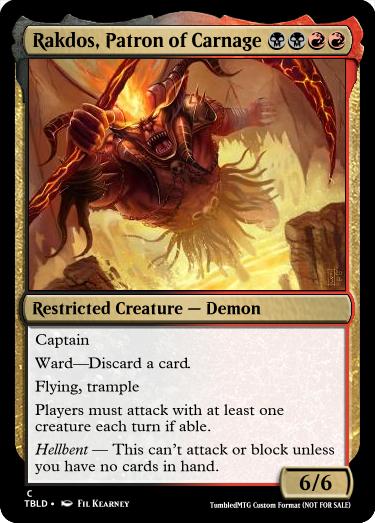 Rakdos, Patron of Carnage
Restricted Creature — Demon
Captain
Ward—Discard a card.
Flying, trample
Players must attack with at least one
creature each turn if able.
Hellbent — This can't attack or block unless
you have no cards in hand.
6/6
C
TBLD • FIL KEARNEY
TumbledMTG Custom Format (NOT FOR SALE)